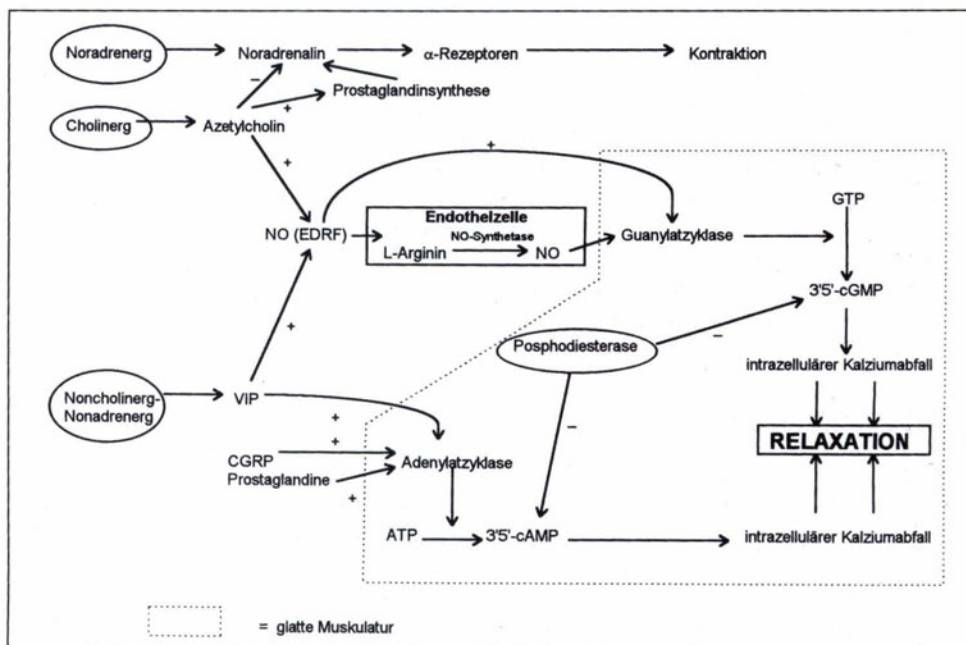 Noradrenerg
Noradrenalin
α-Rezeptoren
Kontraktion
–
Prostaglandinsynthese
+
Cholinerg
Azetylcholin
+
+
NO (EDRF)
Endothelzelle
NO-Synthetase
L-Arginin
NO
Guanylatzyklase
GTP
3'5'-cGMP
Posphodiesterase
–
–
intrazellulärer Kalziumabfall
RELAXATION
+
Noncholinerg-
Nonadrenerg
VIP
+
+
CGRP
Prostaglandine
+
Adenylatzyklase
ATP
3'5'-cAMP
intrazellulärer Kalziumabfall
= glatte Muskulatur